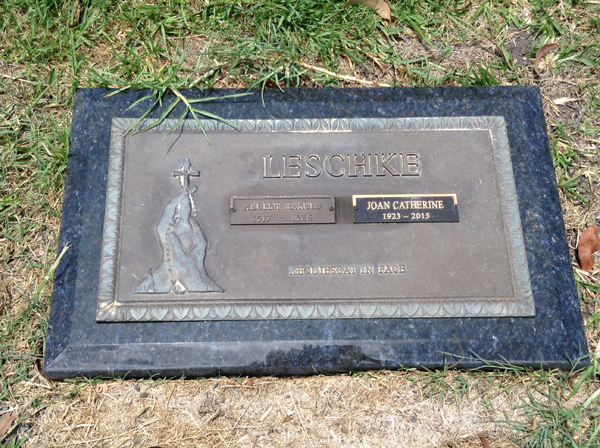 LESCHKE
JOAN CATHERINE
1923 – 2015
REQUIESCAT IN PACE